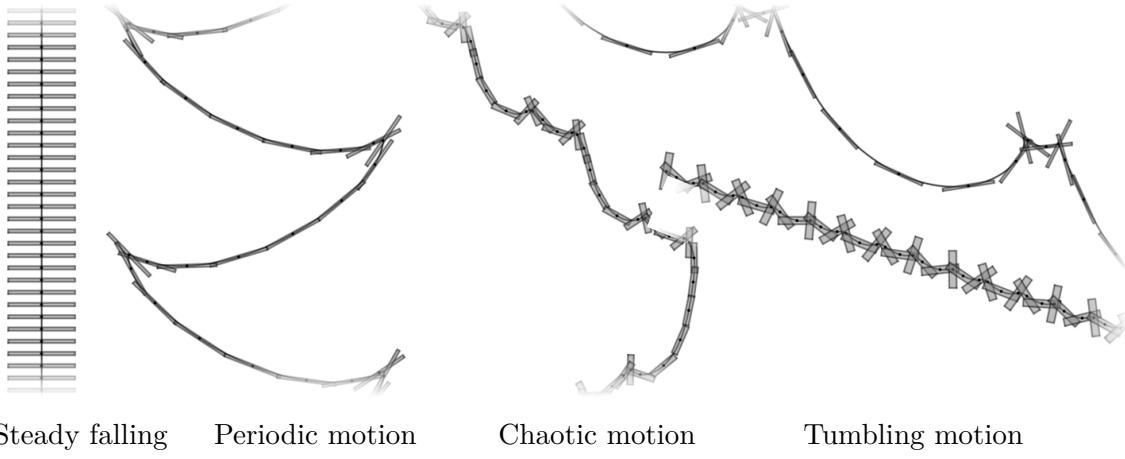 Steady falling
Periodic motion
Chaotic motion
Tumbling motion